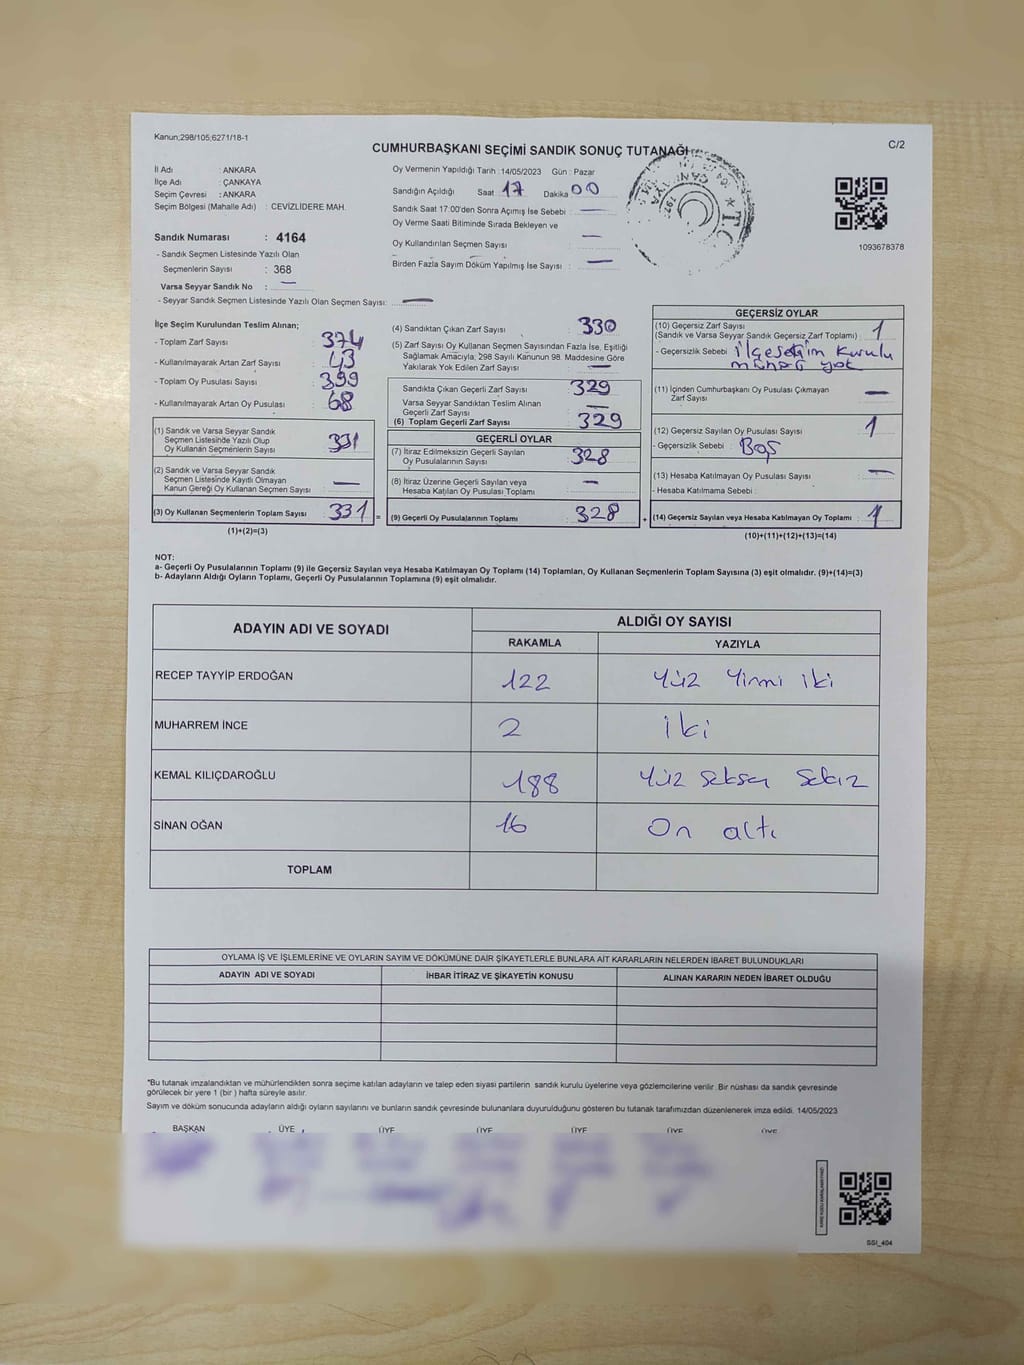 Kanun;298/105;6271/18-1
C/2
CUMHURBAŞKANI SEÇİMİ SANDIK SONUÇ TUTANAĞI
İl Adı : ANKARA
İlçe Adı : ÇANKAYA
Seçim Çevresi : ANKARA
Seçim Bölgesi (Mahalle Adı) : CEVİZLİDERE MAH.
Sandık Numarası : 4164
- Sandık Seçmen Listesinde Yazılı Olan
Seçmenlerin Sayısı : 368
Varsa Seyyar Sandık No : —
- Seyyar Sandık Seçmen Listesinde Yazılı Olan Seçmen Sayısı: —
Oy Vermenin Yapıldığı Tarih : 14/05/2023 Gün : Pazar
Sandığın Açıldığı Saat : 17 Dakika 00
Sandık Saat 17:00'den Sonra Açımış İse Sebebi : —
Oy Verme Saati Bitiminde Sırada Bekleyen ve
Oy Kullandırılan Seçmen Sayısı : —
Birden Fazla Sayım Döküm Yapılmış İse Sayısı : —
T.C.
1093678378
İlçe Seçim Kurulundan Teslim Alınan;
- Toplam Zarf Sayısı : 374
- Kullanılmayarak Artan Zarf Sayısı : 43
- Toplam Oy Pusulası Sayısı : 399
- Kullanılmayarak Artan Oy Pusulası : 68
(1) Sandık ve Varsa Seyyar Sandık
Seçmen Listesinde Yazılı Olup
Oy Kullanan Seçmenlerin Sayısı : 331
(2) Sandık ve Varsa Seyyar Sandık
Seçmen Listesinde Kayıtlı Olmayan
Kanun Gereği Oy Kullanan Seçmen Sayısı : —
(3) Oy Kullanan Seçmenlerin Toplam Sayısı : 331 =
(1)+(2)=(3)
(4) Sandıktan Çıkan Zarf Sayısı : 330
(5) Zarf Sayısı Oy Kullanan Seçmen Sayısından Fazla İse, Eşitliği
Sağlamak Amacıyla, 298 Sayılı Kanunun 98. Maddesine Göre
Yakılarak Yok Edilen Zarf Sayısı : —
Sandıkta Çıkan Geçerli Zarf Sayısı : 329
Varsa Seyyar Sandıktan Teslim Alınan
Geçerli Zarf Sayısı : —
(6) Toplam Geçerli Zarf Sayısı : 329
GEÇERLİ OYLAR
(7) İtiraz Edilmeksizin Geçerli Sayılan
Oy Pusulalarının Sayısı : 328
(8) İtiraz Üzerine Geçerli Sayılan veya
Hesaba Katılan Oy Pusulası Toplamı : —
(9) Geçerli Oy Pusulalarının Toplamı : 328 +
GEÇERSİZ OYLAR
(10) Geçersiz Zarf Sayısı : 1
(Sandık ve Varsa Seyyar Sandık Geçersiz Zarf Toplamı)
- Geçersizlik Sebebi : ilçe seçim kurulu
mührü yok
(11) İçinden Cumhurbaşkanı Oy Pusulası Çıkmayan
Zarf Sayısı : —
(12) Geçersiz Sayılan Oy Pusulası Sayısı : 1
- Geçersizlik Sebebi : Boş
(13) Hesaba Katılmayan Oy Pusulası Sayısı : —
- Hesaba Katılmama Sebebi :
(14) Geçersiz Sayılan veya Hesaba Katılmayan Oy Toplamı : 1
(10)+(11)+(12)+(13)=(14)
NOT:
a- Geçerli Oy Pusulalarının Toplamı (9) ile Geçersiz Sayılan veya Hesaba Katılmayan Oy Toplamı (14) Toplamları, Oy Kullanan Seçmenlerin Toplam Sayısına (3) eşit olmalıdır. (9)+(14)=(3)
b- Adayların Aldığı Oyların Toplamı, Geçerli Oy Pusulalarının Toplamına (9) eşit olmalıdır.
ADAYIN ADI VE SOYADI ALDIĞI OY SAYISI
RAKAMLA YAZIYLA
RECEP TAYYİP ERDOĞAN 122 Yüz Yirmi iki
MUHARREM İNCE 2 iki
KEMAL KILIÇDAROĞLU 188 Yüz Seksen Sekiz
SİNAN OĞAN 16 On altı
TOPLAM
OYLAMA İŞ VE İŞLEMLERİNE VE OYLARIN SAYIM VE DÖKÜMÜNE DAİR ŞİKAYETLERLE BUNLARA AİT KARARLARIN NELERDEN İBARET BULUNDUKLARI
ADAYIN ADI VE SOYADI İHBAR İTİRAZ VE ŞİKAYETİN KONUSU ALINAN KARARIN NEDEN İBARET OLDUĞU
*Bu tutanak imzalandıktan ve mühürlendikten sonra seçime katılan adayların ve talep eden siyasi partilerin sandık kurulu üyelerine veya gözlemcilerine verilir. Bir nüshası da sandık çevresinde
görülecek bir yere 1 (bir ) hafta süreyle asılır.
Sayım ve döküm sonucunda adayların aldığı oyların sayılarını ve bunların sandık çevresinde bulunanlara duyurulduğunu gösteren bu tutanak tarafımızdan düzenlenerek imza edildi. 14/05/2023
BAŞKAN ÜYE ÜYE ÜYE ÜYE ÜYE ÜYE
SSI_404